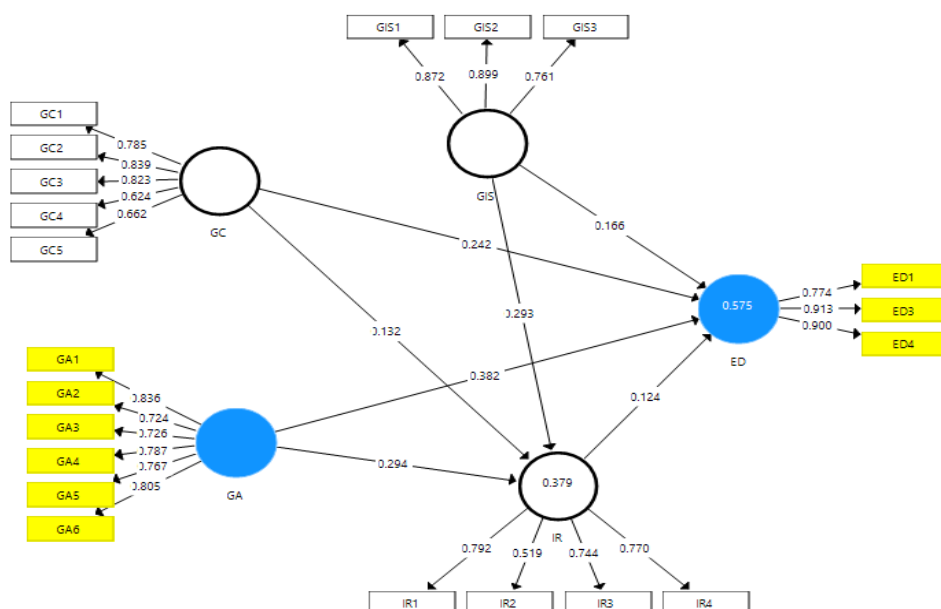 GIS1 GIS2 GIS3
0.872 0.899 0.761
GIS
GC1
GC2
GC3
GC4
GC5
0.785
0.839
0.823
0.624
0.662
GC
0.242
0.166
0.132
0.293
0.575
ED
0.774
0.913
0.900
ED1
ED3
ED4
GA1
GA2
GA3
GA4
GA5
GA6
0.836
0.724
0.726
0.787
0.767
0.805
GA
0.382
0.294
0.124
0.379
IR
0.792 0.519 0.744 0.770
IR1 IR2 IR3 IR4